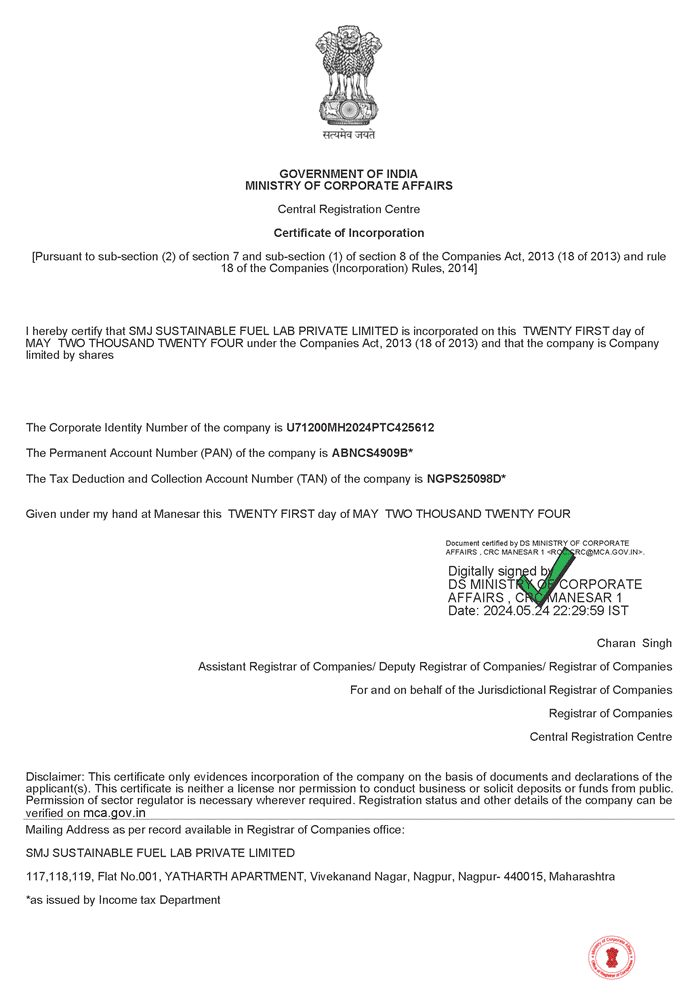 सत्यमेव जयते
GOVERNMENT OF INDIA
MINISTRY OF CORPORATE AFFAIRS
Central Registration Centre
Certificate of Incorporation
[Pursuant to sub-section (2) of section 7 and sub-section (1) of section 8 of the Companies Act, 2013 (18 of 2013) and rule
18 of the Companies (Incorporation) Rules, 2014]
I hereby certify that SMJ SUSTAINABLE FUEL LAB PRIVATE LIMITED is incorporated on this TWENTY FIRST day of
MAY TWO THOUSAND TWENTY FOUR under the Companies Act, 2013 (18 of 2013) and that the company is Company
limited by shares
The Corporate Identity Number of the company is U71200MH2024PTC425612
The Permanent Account Number (PAN) of the company is ABNCS4909B*
The Tax Deduction and Collection Account Number (TAN) of the company is NGPS25098D*
Given under my hand at Manesar this TWENTY FIRST day of MAY TWO THOUSAND TWENTY FOUR
Document certified by DS MINISTRY OF CORPORATE
AFFAIRS , CRC MANESAR 1 <ROC.CRC@MCA.GOV.IN>.
Digitally signed by
DS MINISTRY OF CORPORATE
AFFAIRS , CRC MANESAR 1
Date: 2024.05.24 22:29:59 IST
Charan Singh
Assistant Registrar of Companies/ Deputy Registrar of Companies/ Registrar of Companies
For and on behalf of the Jurisdictional Registrar of Companies
Registrar of Companies
Central Registration Centre
Disclaimer: This certificate only evidences incorporation of the company on the basis of documents and declarations of the
applicant(s). This certificate is neither a license nor permission to conduct business or solicit deposits or funds from public.
Permission of sector regulator is necessary wherever required. Registration status and other details of the company can be
verified on mca.gov.in
Mailing Address as per record available in Registrar of Companies office:
SMJ SUSTAINABLE FUEL LAB PRIVATE LIMITED
117,118,119, Flat No.001, YATHARTH APARTMENT, Vivekanand Nagar, Nagpur, Nagpur- 440015, Maharashtra
*as issued by Income tax Department
Ministry of Corporate Affairs
Office of Registrar of Companies